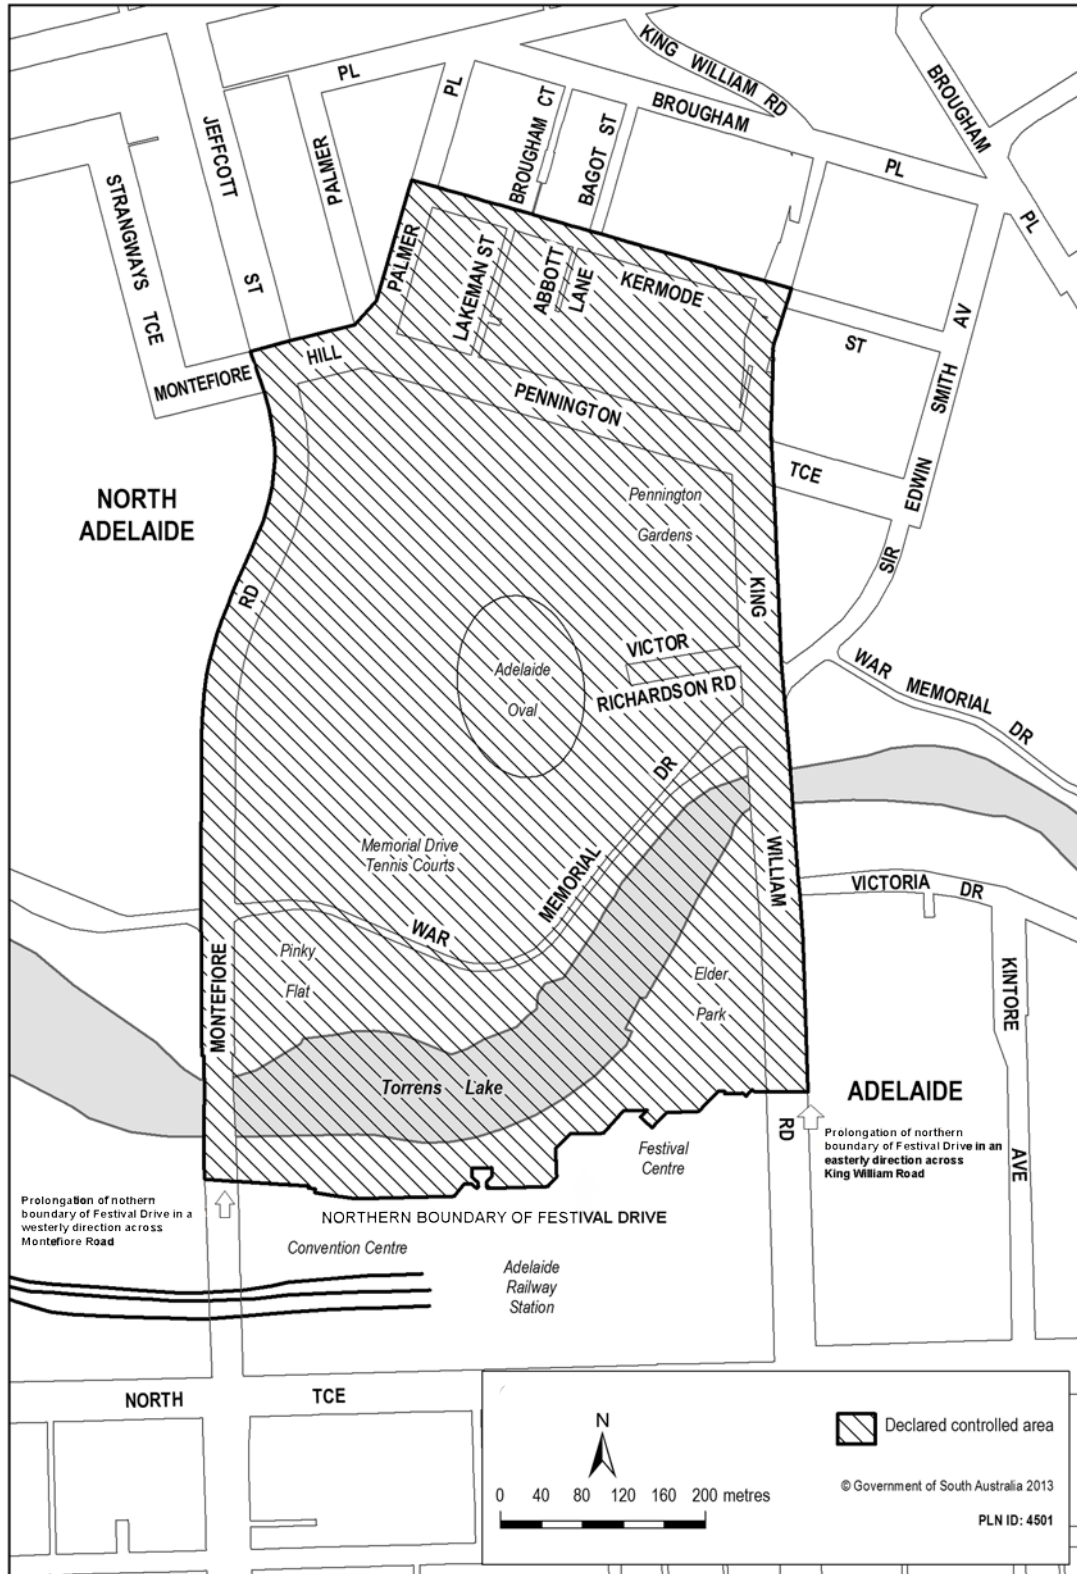 KING WILLIAM RD
PL
PL
BROUGHAM
BROUGHAM
PL
PL
JEFFCOTT
ST
PALMER
BROUGHAM CT
BAGOT ST
STRANGWAYS TCE
PALMER
LAKEMAN ST
ABBOTT
LANE
KERMODE
ST
MONTEFIORE
HILL
PENNINGTON
TCE
SIR EDWIN SMITH AV
NORTH
ADELAIDE
Pennington
Gardens
RD
KING
VICTOR
RICHARDSON RD
Adelaide
Oval
WAR MEMORIAL DR
DR
Memorial Drive
Tennis Courts
MEMORIAL
WILLIAM
VICTORIA DR
WAR
Pinky
Flat
MONTEFIORE
Elder
Park
KINTORE
Torrens Lake
ADELAIDE
RD
AVE
Festival
Centre
Prolongation of northern
boundary of Festival Drive in an
easterly direction across
King William Road
Prolongation of nothern
boundary of Festival Drive in a
westerly direction across
Montefiore Road
NORTHERN BOUNDARY OF FESTIVAL DRIVE
Convention Centre
Adelaide
Railway
Station
NORTH TCE
N
0 40 80 120 160 200 metres
Declared controlled area
© Government of South Australia 2013
PLN ID: 4501